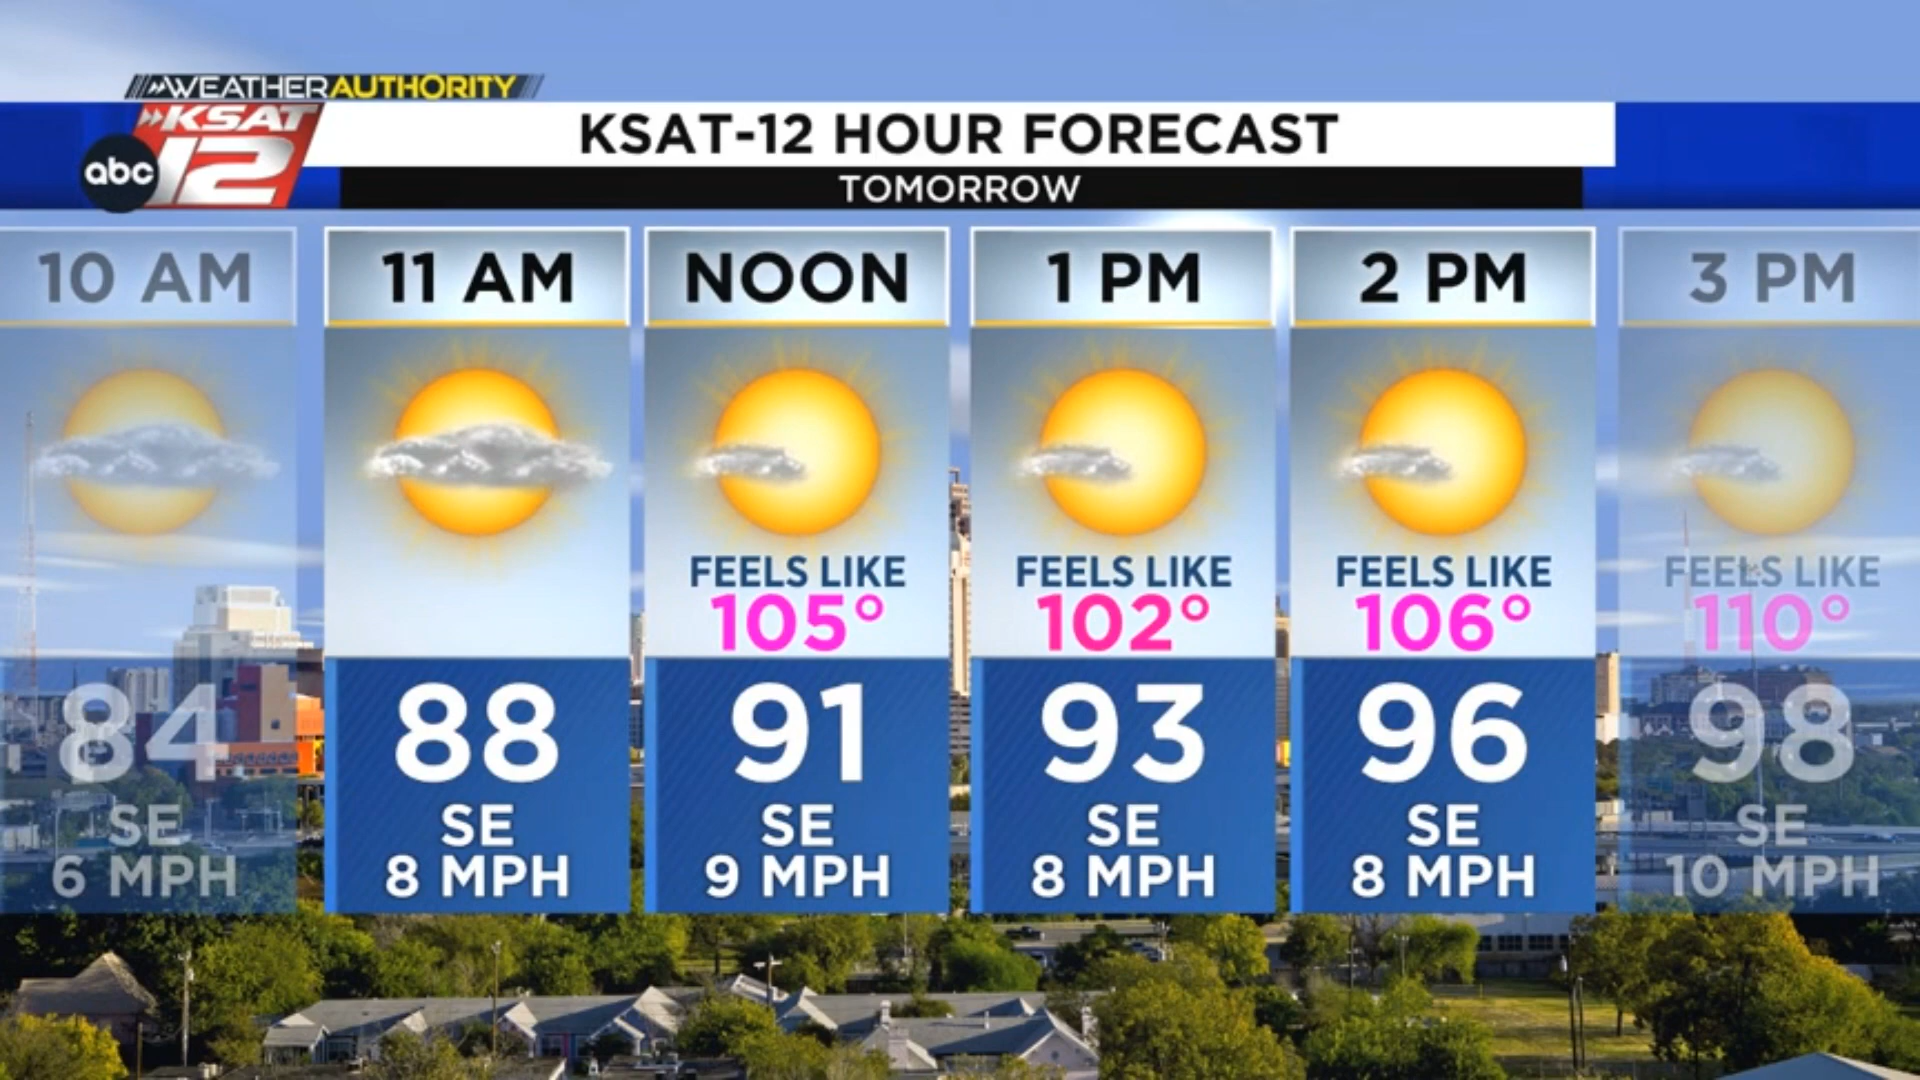 WEATHER AUTHORITY
KSAT
abc 12
KSAT-12 HOUR FORECAST
TOMORROW
10 AM 11 AM NOON 1 PM 2 PM 3 PM
FEELS LIKE FEELS LIKE FEELS LIKE FEELS LIKE
105° 102° 106° 110°
84 88 91 93 96 98
SE SE SE SE SE SE
6 MPH 8 MPH 9 MPH 8 MPH 8 MPH 10 MPH